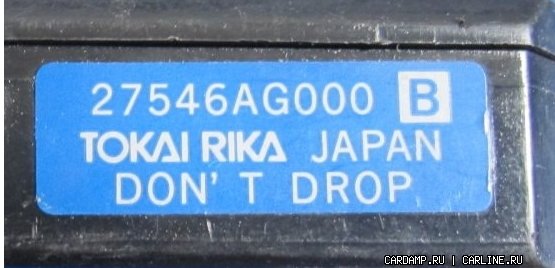 27546AG000 B
TOKAI RIKA JAPAN
DON'T DROP
CARDAMP.RU | CARLINE.RU